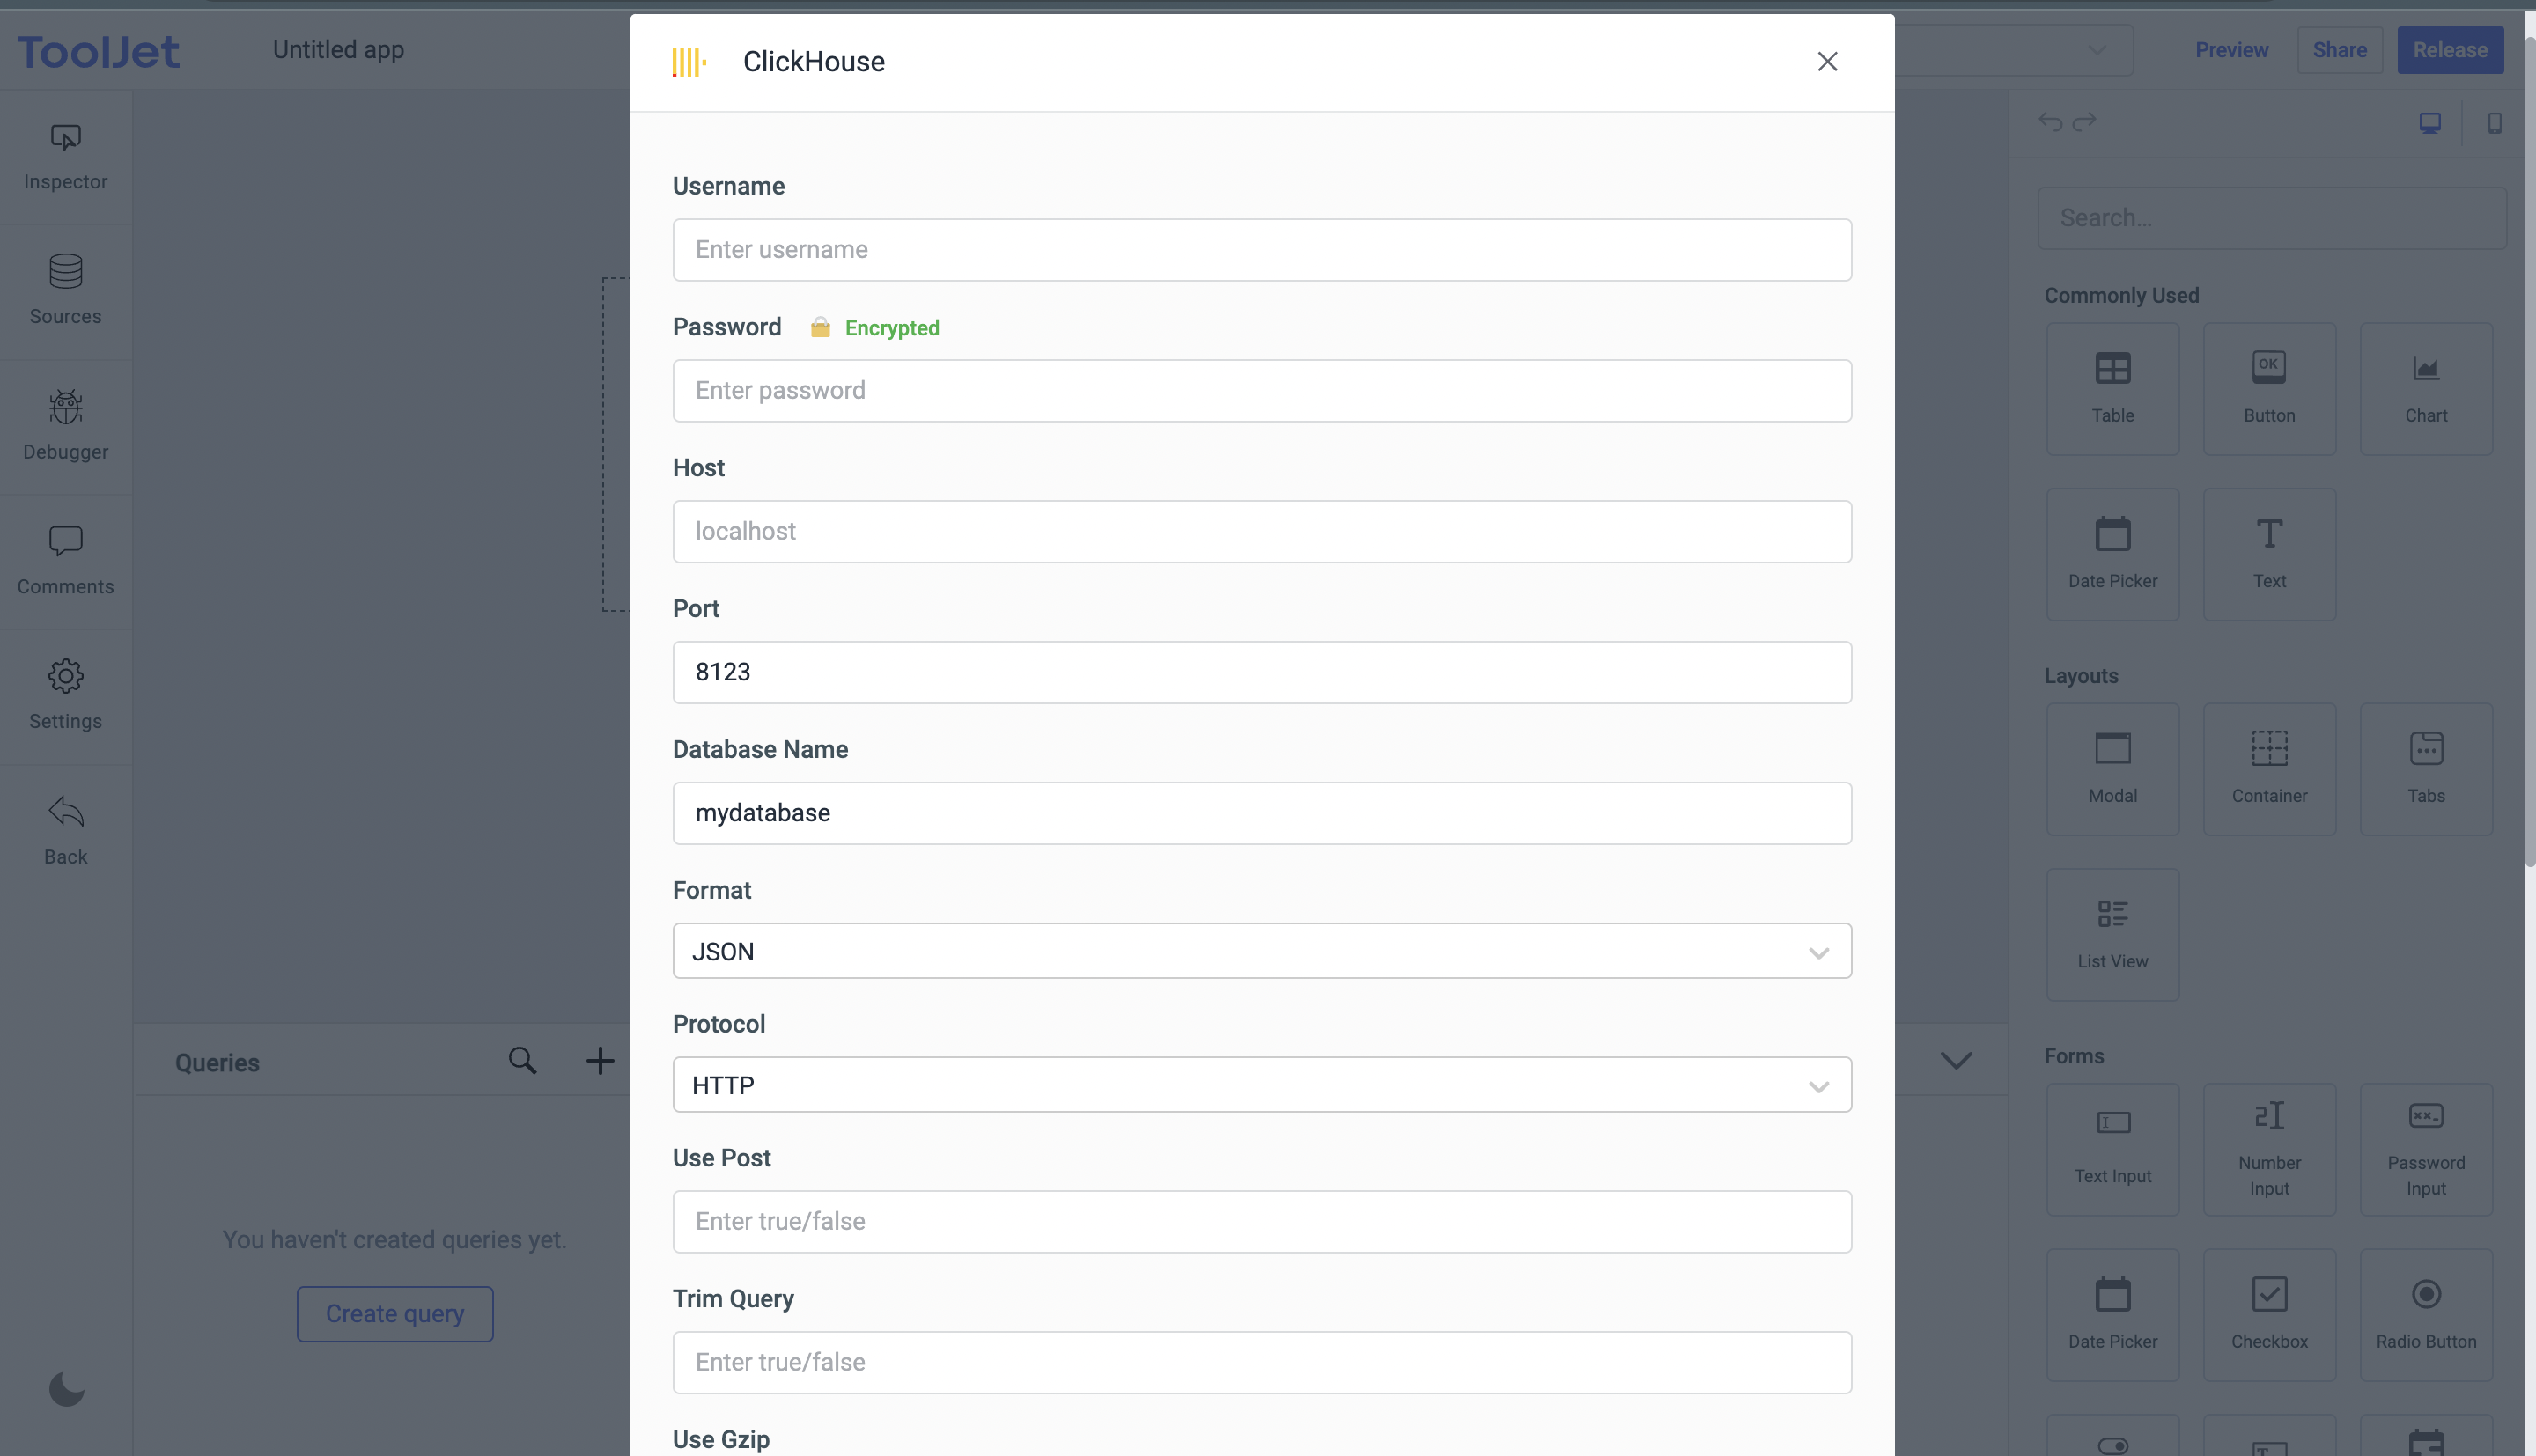 ToolJet
Untitled app
Preview
Share
Release
Inspector
Sources
Debugger
Comments
Settings
Back
ClickHouse
Username
Enter username
Password
Encrypted
Enter password
Host
localhost
Port
8123
Database Name
mydatabase
Format
JSON
Protocol
HTTP
Use Post
Enter true/false
Trim Query
Enter true/false
Use Gzip
Queries
You haven't created queries yet.
Create query
Search...
Commonly Used
Table
OK
Button
Chart
Date Picker
Text
Layouts
Modal
Container
Tabs
List View
Forms
Text Input
Number
Input
Password
Input
Date Picker
Checkbox
Radio Button